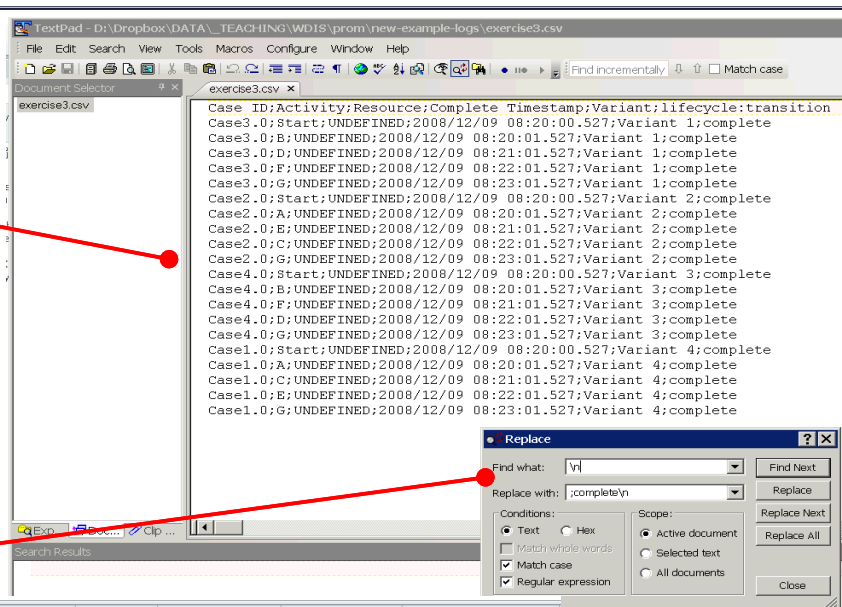 TextPad - D:\Dropbox\DATA\_TEACHING\WDIS\prom\new-example-logs\exercise3.csv
File Edit Search View Tools Macros Configure Window Help
Find incrementally Match case
Document Selector
exercise3.csv
exercise3.csv
Case ID;Activity;Resource;Complete Timestamp;Variant;lifecycle:transition
Case3.0;Start;UNDEFINED;2008/12/09 08:20:00.527;Variant 1;complete
Case3.0;B;UNDEFINED;2008/12/09 08:20:01.527;Variant 1;complete
Case3.0;D;UNDEFINED;2008/12/09 08:21:01.527;Variant 1;complete
Case3.0;F;UNDEFINED;2008/12/09 08:22:01.527;Variant 1;complete
Case3.0;G;UNDEFINED;2008/12/09 08:23:01.527;Variant 1;complete
Case2.0;Start;UNDEFINED;2008/12/09 08:20:00.527;Variant 2;complete
Case2.0;A;UNDEFINED;2008/12/09 08:20:01.527;Variant 2;complete
Case2.0;E;UNDEFINED;2008/12/09 08:21:01.527;Variant 2;complete
Case2.0;C;UNDEFINED;2008/12/09 08:22:01.527;Variant 2;complete
Case2.0;G;UNDEFINED;2008/12/09 08:23:01.527;Variant 2;complete
Case4.0;Start;UNDEFINED;2008/12/09 08:20:00.527;Variant 3;complete
Case4.0;B;UNDEFINED;2008/12/09 08:20:01.527;Variant 3;complete
Case4.0;F;UNDEFINED;2008/12/09 08:21:01.527;Variant 3;complete
Case4.0;D;UNDEFINED;2008/12/09 08:22:01.527;Variant 3;complete
Case4.0;G;UNDEFINED;2008/12/09 08:23:01.527;Variant 3;complete
Case1.0;Start;UNDEFINED;2008/12/09 08:20:00.527;Variant 4;complete
Case1.0;A;UNDEFINED;2008/12/09 08:20:01.527;Variant 4;complete
Case1.0;C;UNDEFINED;2008/12/09 08:21:01.527;Variant 4;complete
Case1.0;E;UNDEFINED;2008/12/09 08:22:01.527;Variant 4;complete
Case1.0;G;UNDEFINED;2008/12/09 08:23:01.527;Variant 4;complete
Replace
Find what: \n Find Next
Replace with: ;complete\n Replace
Conditions: Scope: Replace Next
Text Hex Active document Replace All
Match whole words Selected text
Match case All documents
Regular expression Close
Exp... Doc... Clip ...
Search Results